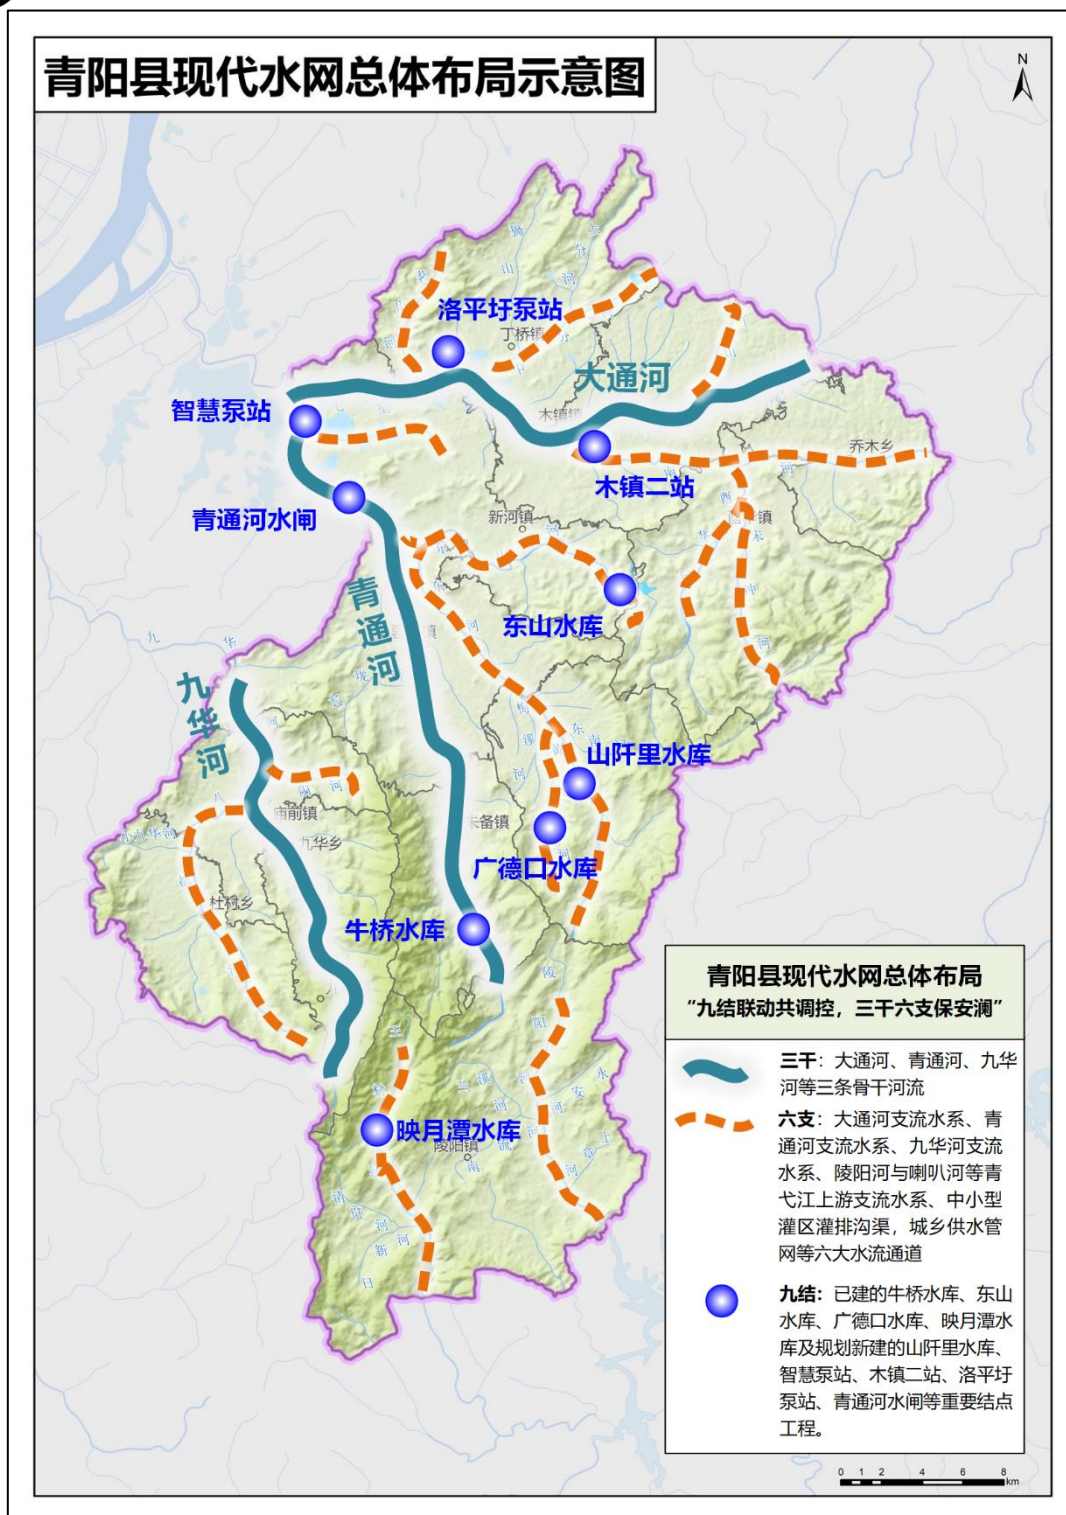 青阳县现代水网总体布局示意图
N
洛平圩泵站
丁桥镇
大通河
智慧泵站
木镇镇
乔木乡
木镇二站
青通河水闸
新河镇
青通河
东山水库
九华
九华河
山阡里水库
庙前镇
九华乡
朱备镇
小九华河
广德口水库
杜村乡
牛桥水库
映月潭水库
陵阳镇
青阳县现代水网总体布局
“九结联动共调控，三干六支保安澜”
三干：大通河、青通河、九华
河等三条骨干河流
六支：大通河支流水系、青
通河支流水系、九华河支流
水系、陵阳河与喇叭河等青
弋江上游支流水系、中小型
灌区灌排沟渠，城乡供水管
网等六大水流通道
九结：已建的牛桥水库、东山
水库、广德口水库、映月潭水
库及规划新建的山阡里水库、
智慧泵站、木镇二站、洛平圩
泵站、青通河水闸等重要结点
工程。
0 1 2 4 6 8
km